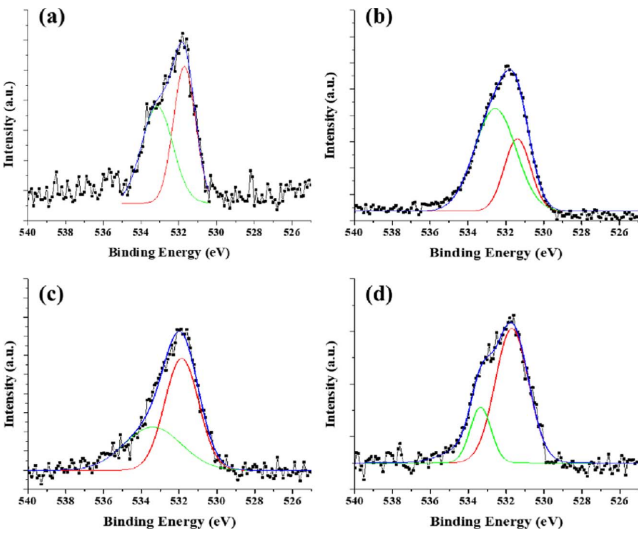 (a)
Intensity (a.u.)
540 538 536 534 532 530 528 526
Binding Energy (eV)
(b)
Intensity (a.u.)
540 538 536 534 532 530 528 526
Binding Energy (eV)
(c)
Intensity (a.u.)
540 538 536 534 532 530 528 526
Binding Energy (eV)
(d)
Intensity (a.u.)
540 538 536 534 532 530 528 526
Binding Energy (eV)